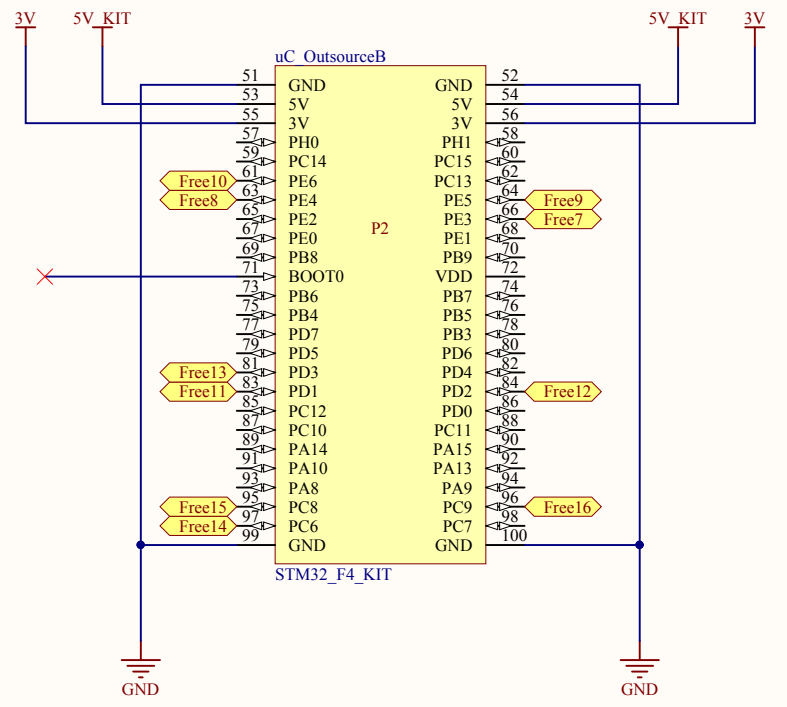 3V 5V_KIT 5V_KIT 3V
uC_OutsourceB
51 GND GND 52
53 5V 5V 54
55 3V 3V 56
57 PH0 PH1 58
59 PC14 PC15 60
Free10 61 PE6 PC13 62
Free8 63 PE4 PE5 64 Free9
65 PE2 PE3 66 Free7
P2
67 PE0 PE1 68
69 PB8 PB9 70
71 BOOT0 VDD 72
73 PB6 PB7 74
75 PB4 PB5 76
77 PD7 PB3 78
79 PD5 PD6 80
Free13 81 PD3 PD4 82
Free11 83 PD1 PD2 84 Free12
85 PC12 PD0 86
87 PC10 PC11 88
89 PA14 PA15 90
91 PA10 PA13 92
93 PA8 PA9 94
Free15 95 PC8 PC9 96 Free16
Free14 97 PC6 PC7 98
99 GND GND 100
STM32_F4_KIT
GND GND